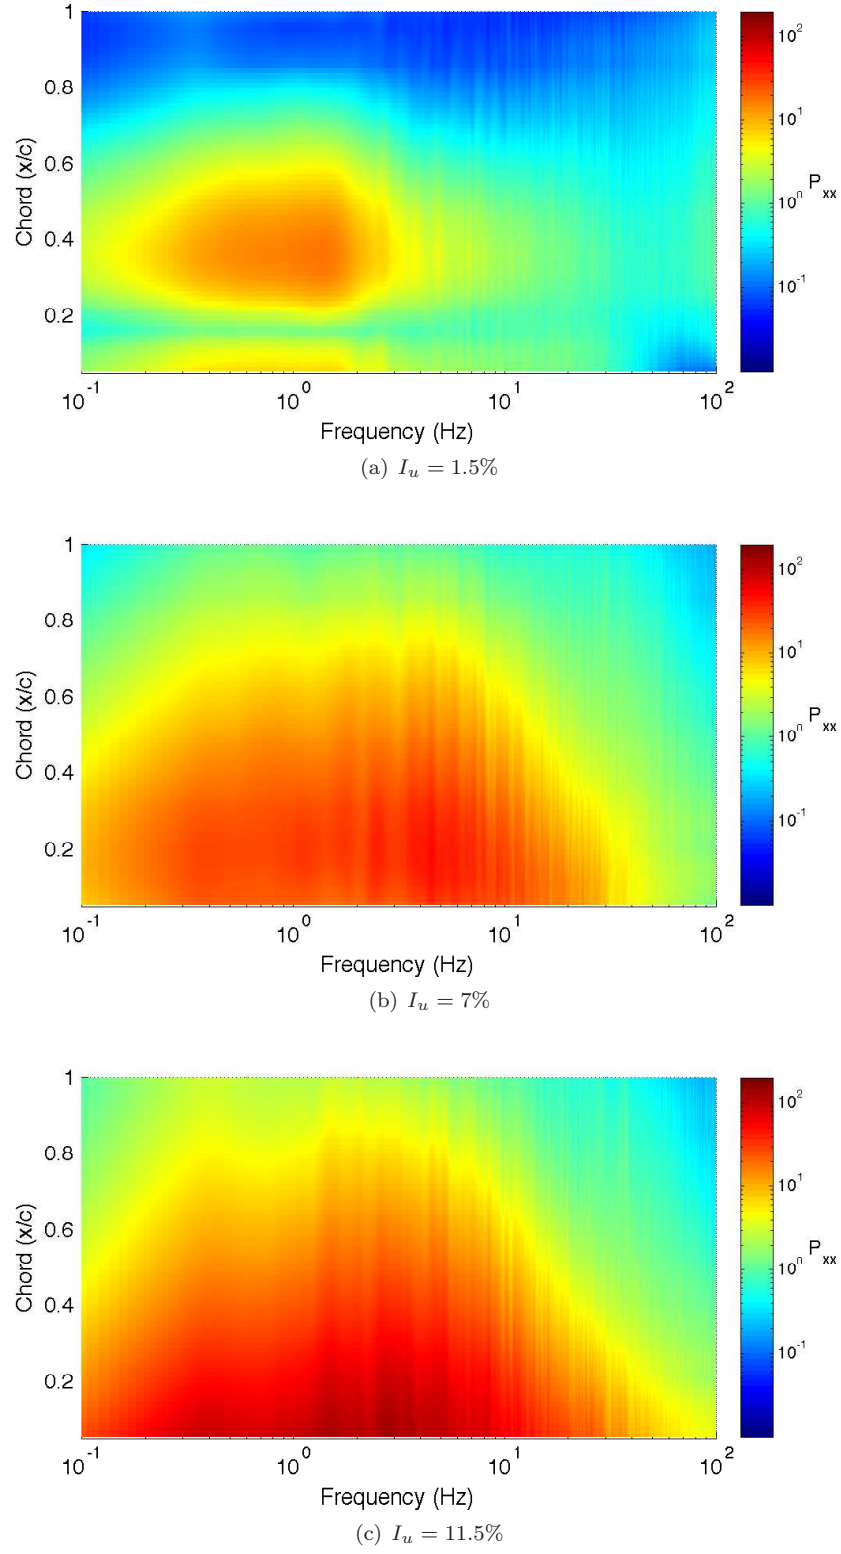 1
0.8
0.6
0.4
0.2
Chord (x/c)
10^-1 10^0 10^1 10^2
Frequency (Hz)
10^2
10^1
10^0
10^-1
P_xx
(a) I_u = 1.5%
1
0.8
0.6
0.4
0.2
Chord (x/c)
10^-1 10^0 10^1 10^2
Frequency (Hz)
10^2
10^1
10^0
10^-1
P_xx
(b) I_u = 7%
1
0.8
0.6
0.4
0.2
Chord (x/c)
10^-1 10^0 10^1 10^2
Frequency (Hz)
10^2
10^1
10^0
10^-1
P_xx
(c) I_u = 11.5%